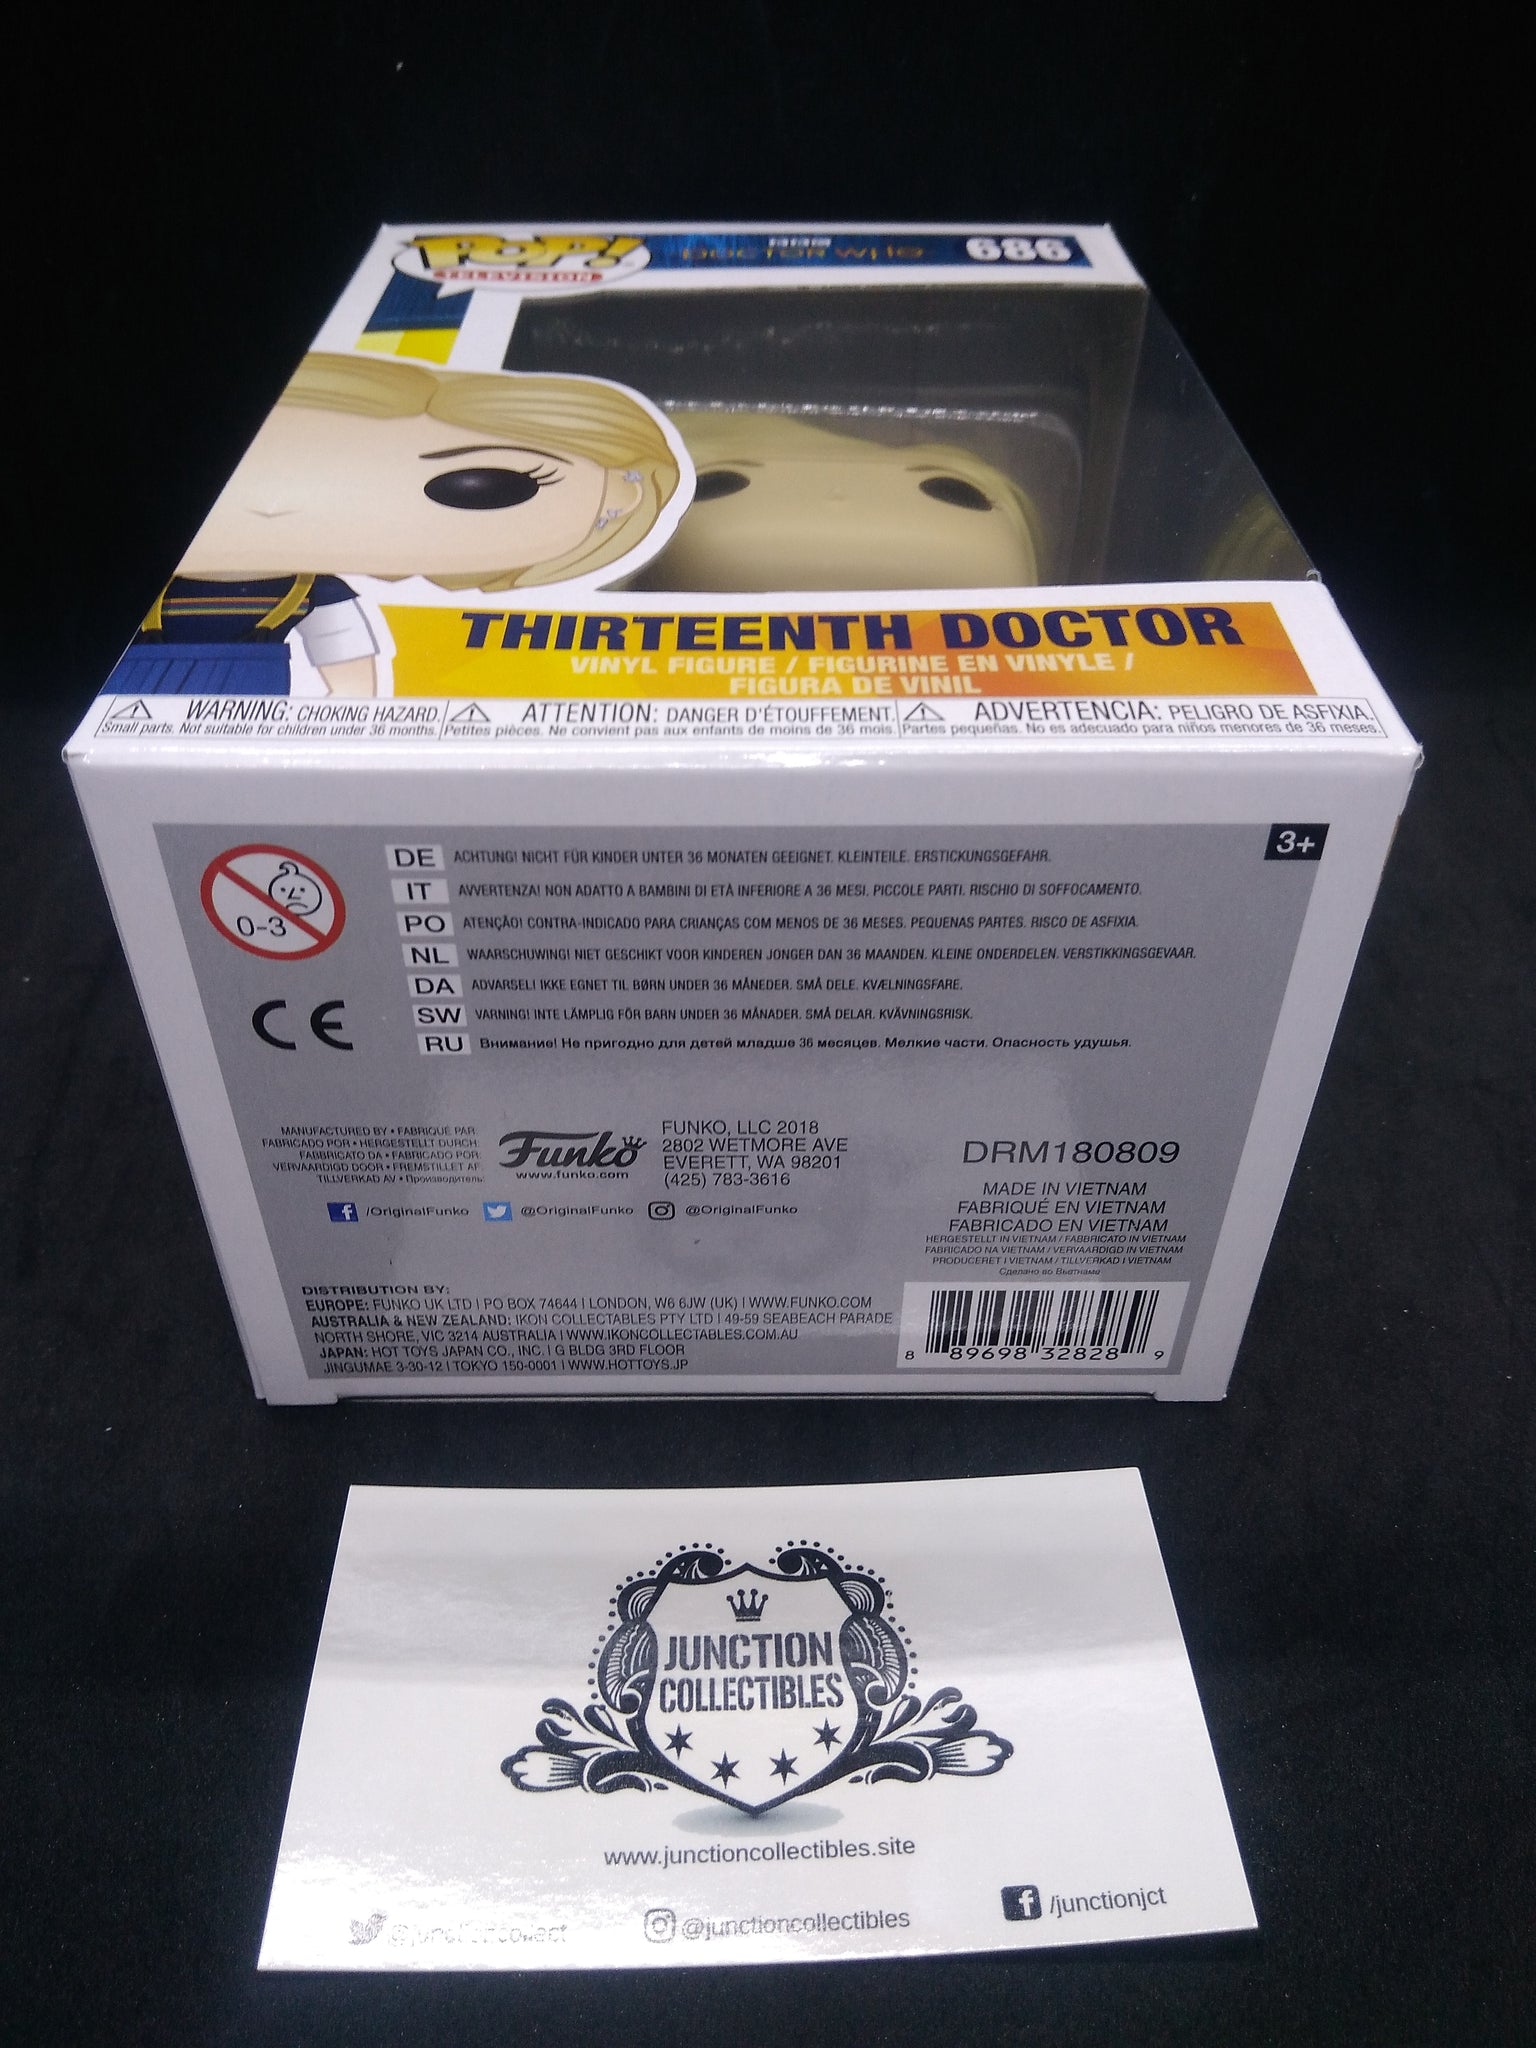 POP!
TELEVISION
BBC
DOCTOR WHO
686
THIRTEENTH DOCTOR
VINYL FIGURE / FIGURINE EN VINYLE /
FIGURA DE VINIL
WARNING: CHOKING HAZARD.
Small parts. Not suitable for children under 36 months.
ATTENTION: DANGER D'ÉTOUFFEMENT.
Petites pièces. Ne convient pas aux enfants de moins de 36 mois.
ADVERTENCIA: PELIGRO DE ASFIXIA.
Partes pequeñas. No es adecuado para niños menores de 36 meses.
3+
0-3
DE ACHTUNG! NICHT FÜR KINDER UNTER 36 MONATEN GEEIGNET. KLEINTEILE. ERSTICKUNGSGEFAHR.
IT AVVERTENZA! NON ADATTO A BAMBINI DI ETÀ INFERIORE A 36 MESI. PICCOLE PARTI. RISCHIO DI SOFFOCAMENTO.
PO ATENÇÃO! CONTRA-INDICADO PARA CRIANÇAS COM MENOS DE 36 MESES. PEQUENAS PARTES. RISCO DE ASFIXIA.
NL WAARSCHUWING! NIET GESCHIKT VOOR KINDEREN JONGER DAN 36 MAANDEN. KLEINE ONDERDELEN. VERSTIKKINGSGEVAAR.
DA ADVARSEL! IKKE EGNET TIL BØRN UNDER 36 MÅNEDER. SMÅ DELE. KVÆLNINGSFARE.
SW VARNING! INTE LÄMPLIG FÖR BARN UNDER 36 MÅNADER. SMÅ DELAR. KVÄVNINGSRISK.
RU Внимание! Не пригодно для детей младше 36 месяцев. Мелкие части. Опасность удушья.
CE
MANUFACTURED BY • FABRIQUÉ PAR:
FABRICADO POR • HERGESTELLT DURCH:
FABBRICATO DA • FABRICADO POR:
VERVAARDIGD DOOR • FREMSTILLET AF:
TILLVERKAD AV • Производитель:
Funko
www.funko.com
FUNKO, LLC 2018
2802 WETMORE AVE
EVERETT, WA 98201
(425) 783-3616
/OriginalFunko @OriginalFunko @OriginalFunko
DRM180809
MADE IN VIETNAM
FABRIQUÉ EN VIETNAM
FABRICADO EN VIETNAM
HERGESTELLT IN VIETNAM / FABBRICATO IN VIETNAM
FABRICADO NA VIETNAM / VERVAARDIGD IN VIETNAM
PRODUCERET I VIETNAM / TILLVERKAD I VIETNAM
Сделано во Вьетнаме
DISTRIBUTION BY:
EUROPE: FUNKO UK LTD | PO BOX 74644 | LONDON, W6 6JW (UK) | WWW.FUNKO.COM
AUSTRALIA & NEW ZEALAND: IKON COLLECTABLES PTY LTD | 49-59 SEABEACH PARADE
NORTH SHORE, VIC 3214 AUSTRALIA | WWW.IKONCOLLECTABLES.COM.AU
JAPAN: HOT TOYS JAPAN CO., INC. | G BLDG 3RD FLOOR
JINGUMAE 3-30-12 | TOKYO 150-0001 | WWW.HOTTOYS.JP
8 89698 32828 9
JUNCTION
COLLECTIBLES
www.junctioncollectibles.site
@junctioncollectibles
/junctionjct